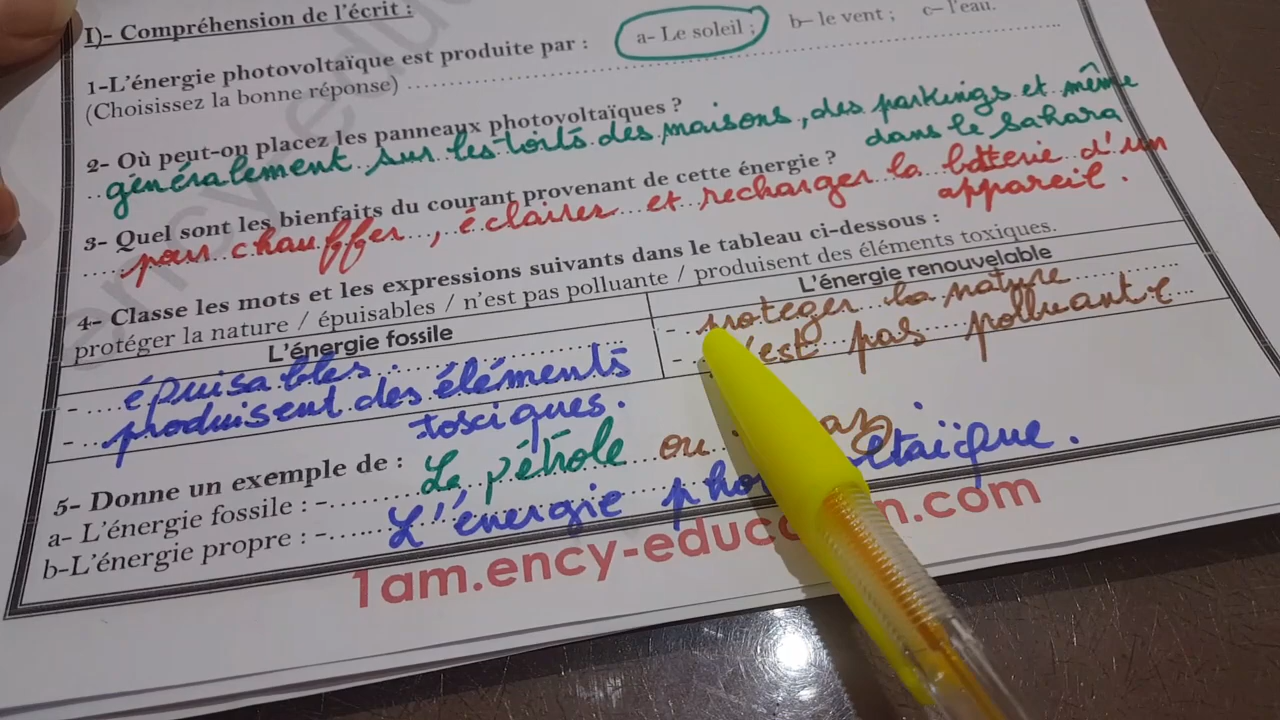 I)- Compréhension de l'écrit :
1-L'énergie photovoltaïque est produite par : a- Le soleil ; b- le vent ; c- l'eau.
(Choisissez la bonne réponse)
2- Où peut-on placez les panneaux photovoltaïques ?
généralement sur les toits des maisons, des parkings et même
dans le sahara
3- Quel sont les bienfaits du courant provenant de cette énergie ?
pour chauffer, éclairer et recharger la batterie d'un
appareil.
4- Classe les mots et les expressions suivants dans le tableau ci-dessous :
protéger la nature / épuisables / n'est pas polluante / produisent des éléments toxiques.
L'énergie fossile L'énergie renouvelable
- épuisables - protéger la nature
- produisent des éléments - est pas polluante
tosciques.
5- Donne un exemple de :
a- L'énergie fossile : - Le pétrole ou
b-L'énergie propre : - L'énergie
1am.ency-education.com